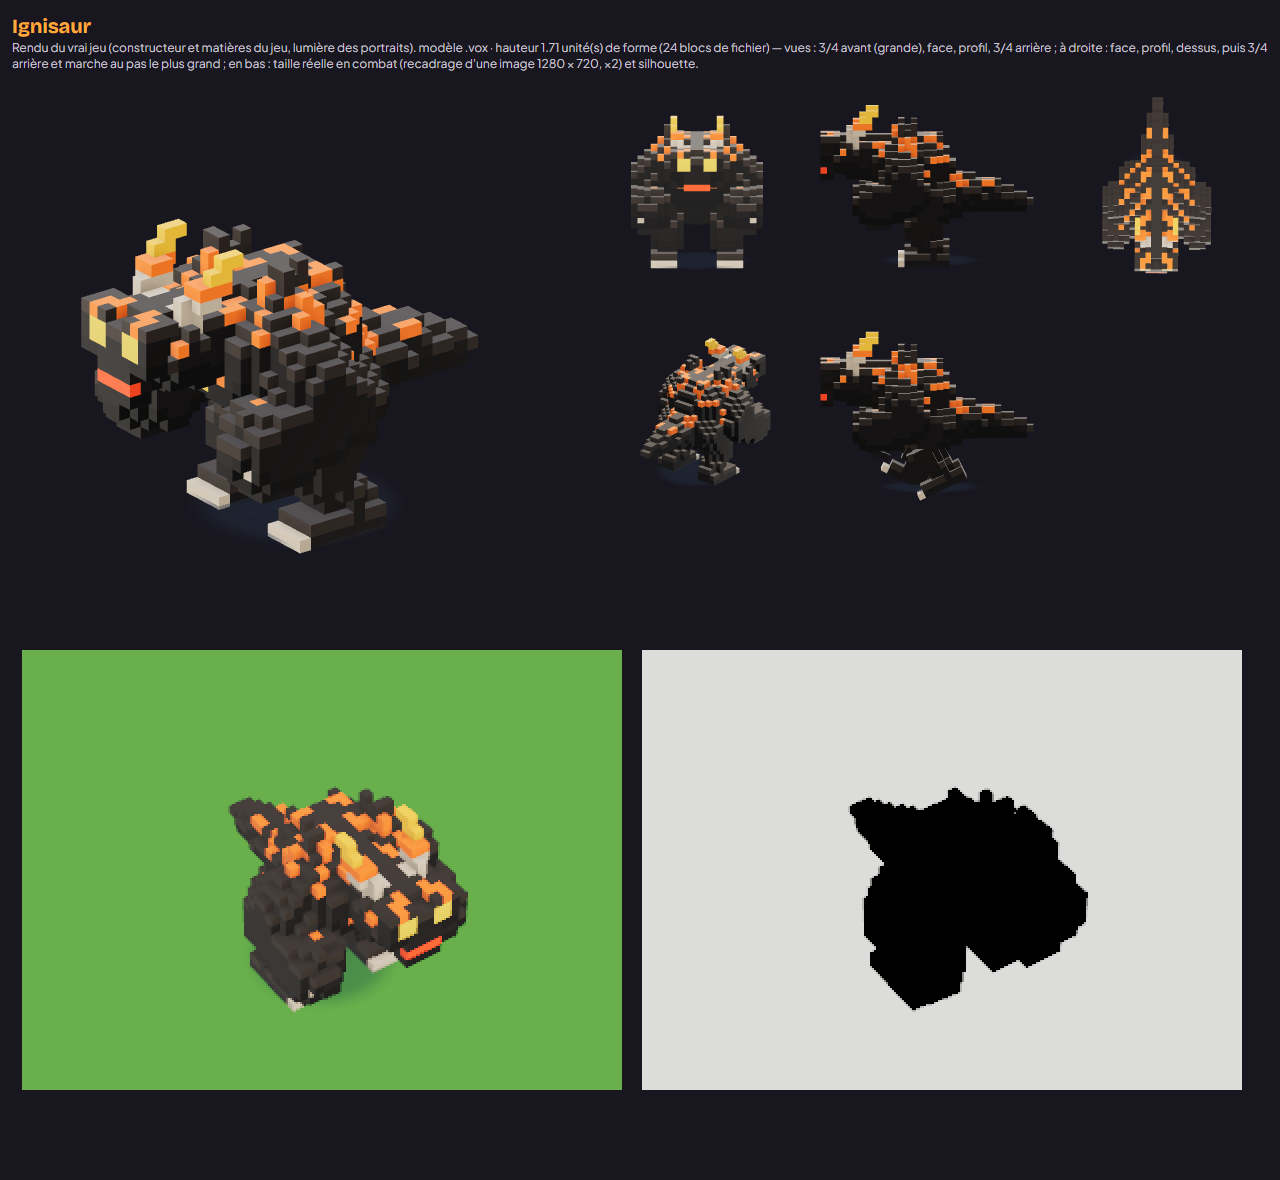 Ignisaur
Rendu du vrai jeu (constructeur et matières du jeu, lumière des portraits). modèle .vox · hauteur 1.71 unité(s) de forme (24 blocs de fichier) — vues : 3/4 avant (grande), face, profil, 3/4 arrière ; à droite : face, profil, dessus, puis 3/4
arrière et marche au pas le plus grand ; en bas : taille réelle en combat (recadrage d'une image 1280 × 720, ×2) et silhouette.